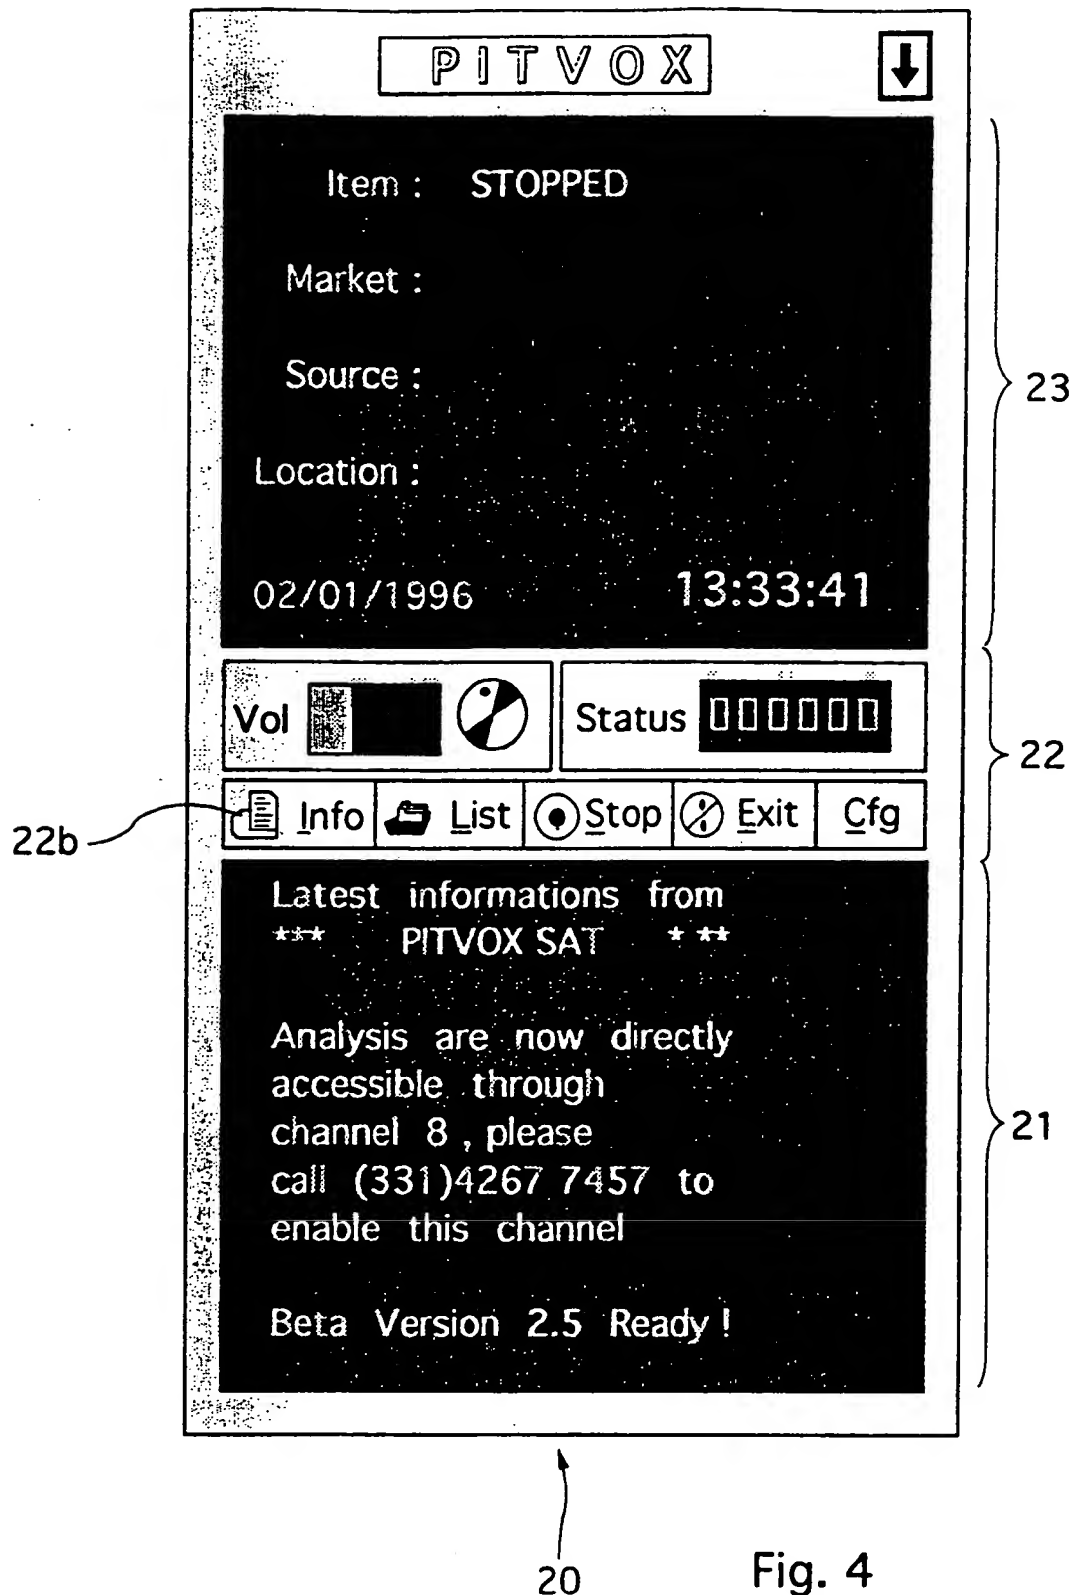 PITVOX
Item : STOPPED
Market :
Source :
Location :
02/01/1996 13:33:41
23
Vol Status 000000
22
Info List Stop Exit Cfg
22b
Latest informations from
*** PITVOX SAT * **
Analysis are now directly
accessible through
channel 8 , please
call (331)4267 7457 to
enable this channel
21
Beta Version 2.5 Ready !
20
Fig. 4